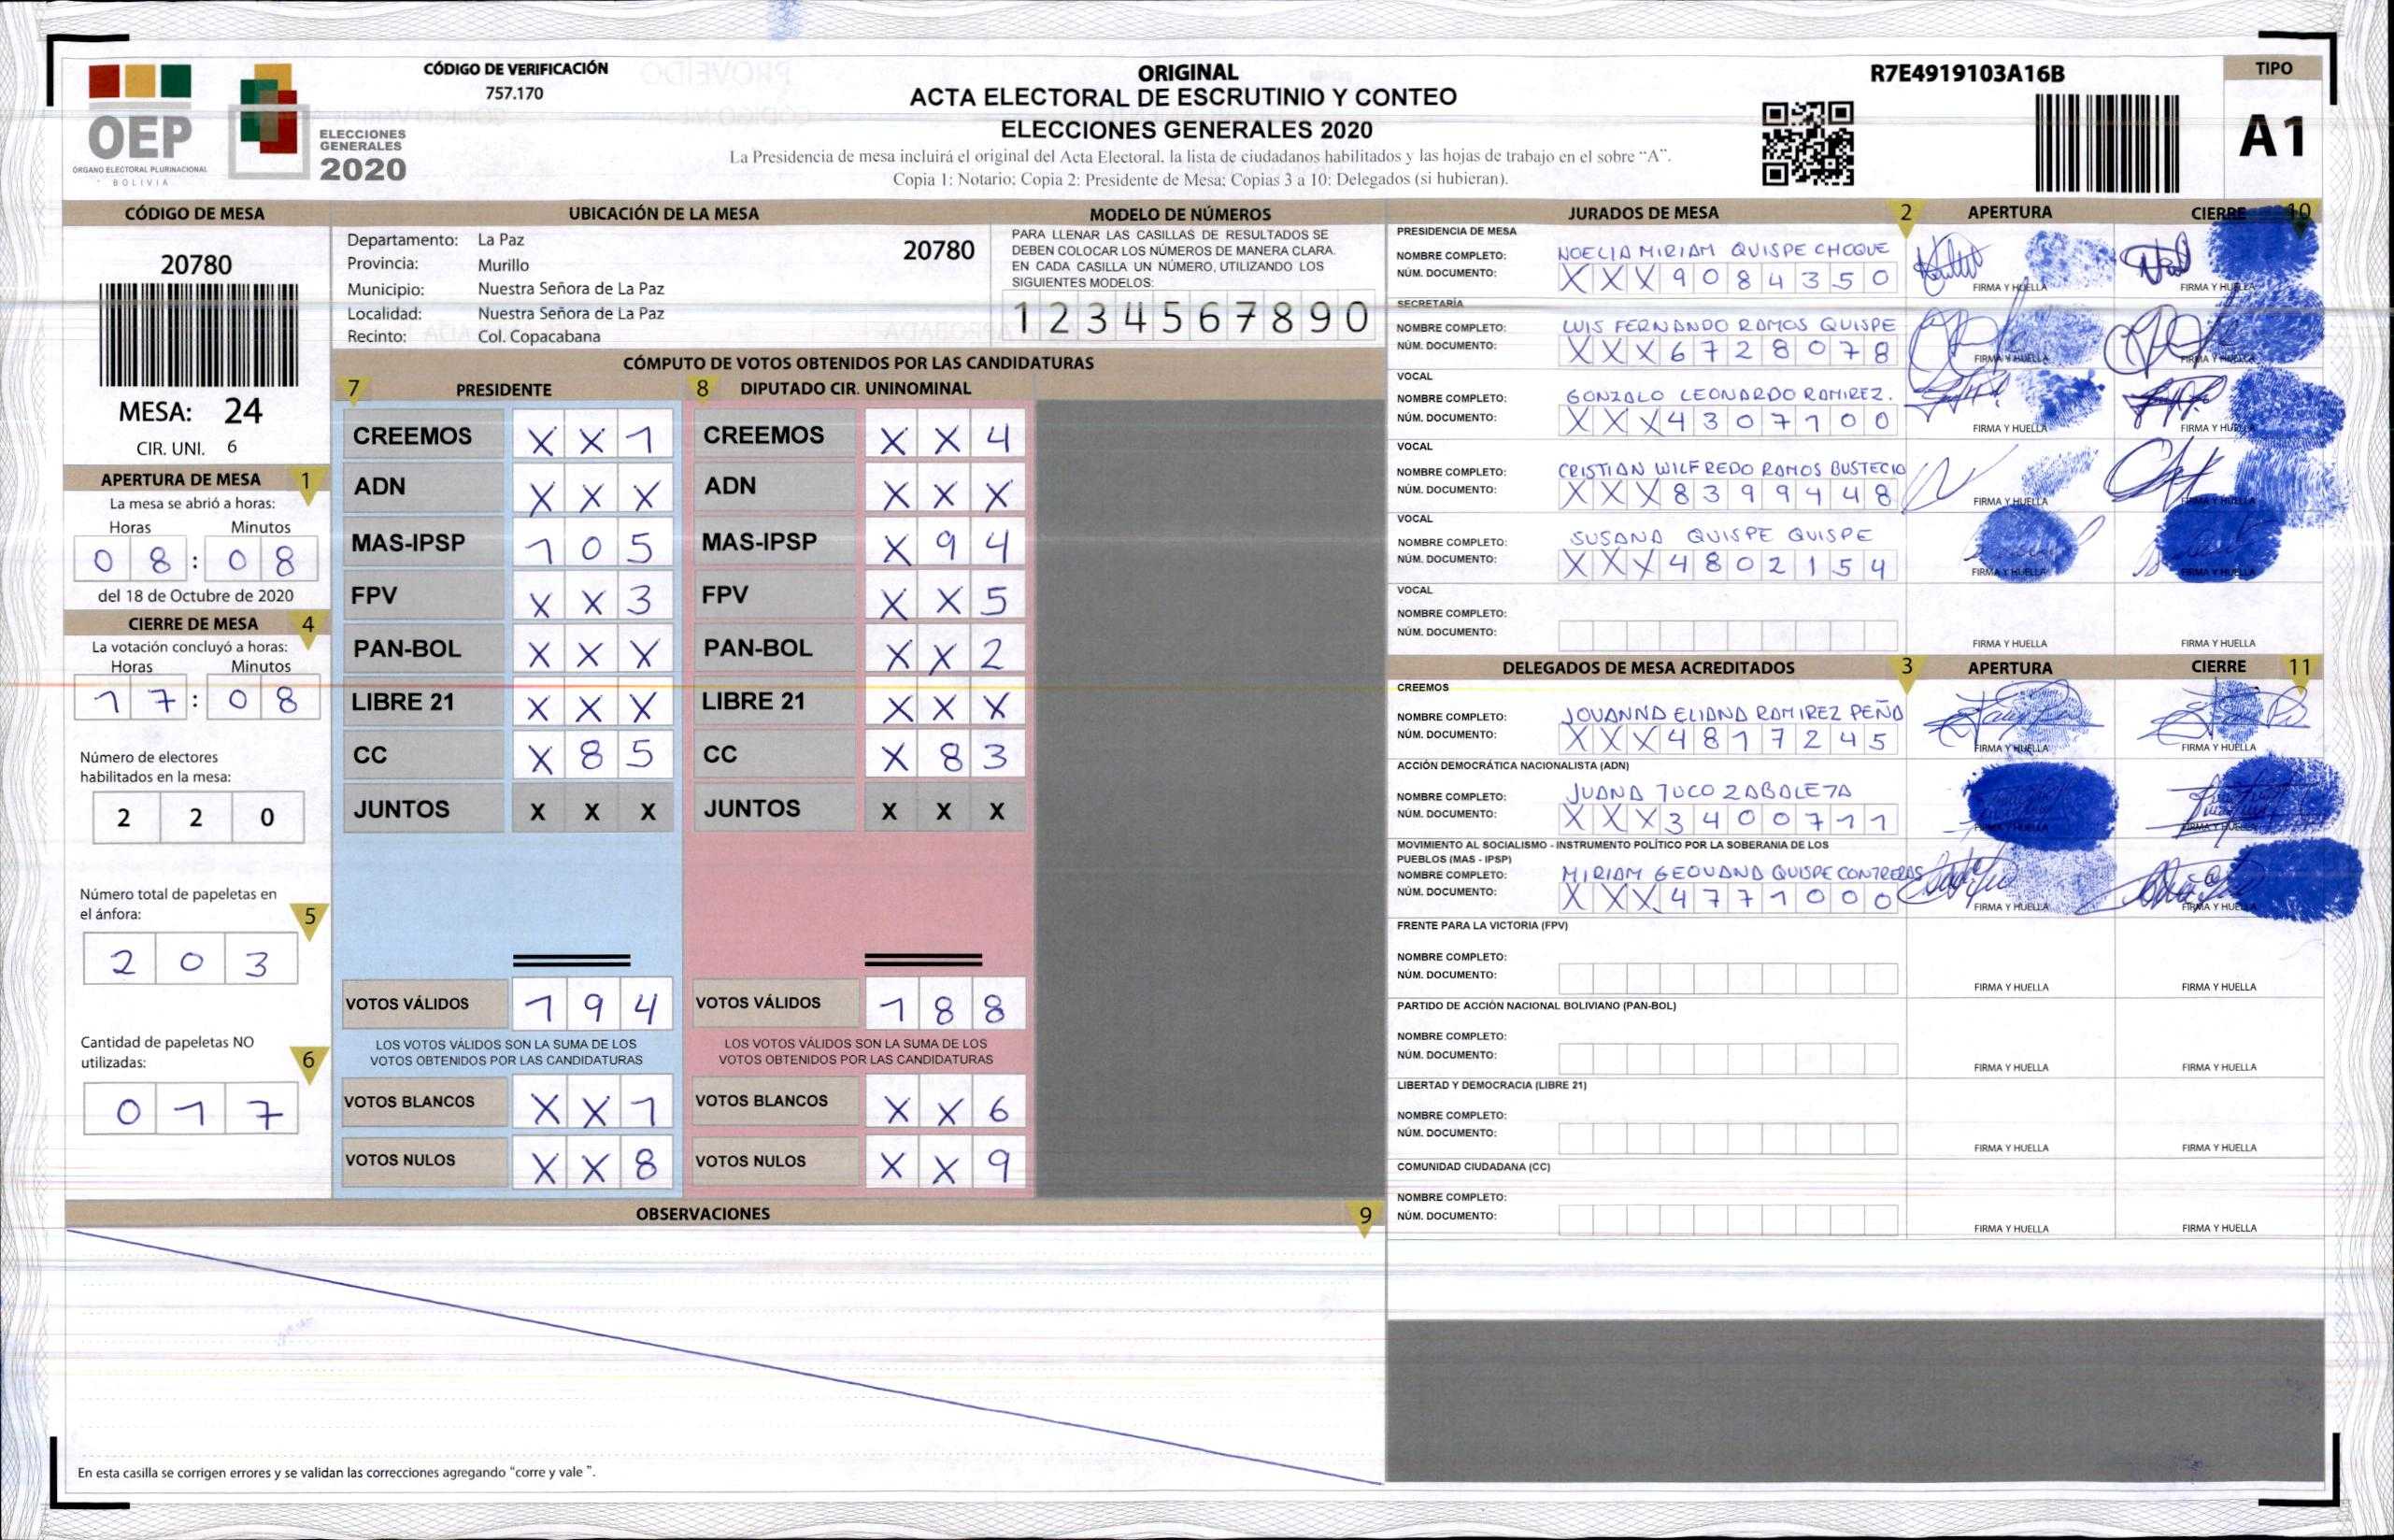 CÓDIGO DE VERIFICACIÓN
757.170
OEP
ÓRGANO ELECTORAL PLURINACIONAL
BOLIVIA
ELECCIONES
GENERALES
2020
ORIGINAL
ACTA ELECTORAL DE ESCRUTINIO Y CONTEO
ELECCIONES GENERALES 2020
La Presidencia de mesa incluirá el original del Acta Electoral, la lista de ciudadanos habilitados y las hojas de trabajo en el sobre "A".
Copia 1: Notario; Copia 2: Presidente de Mesa; Copias 3 a 10: Delegados (si hubieran).
R7E4919103A16B
TIPO
A1
CÓDIGO DE MESA
20780
MESA: 24
CIR. UNI. 6
APERTURA DE MESA 1
La mesa se abrió a horas:
Horas Minutos
0 8 : 0 8
del 18 de Octubre de 2020
CIERRE DE MESA 4
La votación concluyó a horas:
Horas Minutos
1 7 : 0 8
Número de electores
habilitados en la mesa:
2 2 0
Número total de papeletas en
el ánfora: 5
2 0 3
Cantidad de papeletas NO
utilizadas: 6
0 1 7
UBICACIÓN DE LA MESA
Departamento: La Paz 20780
Provincia: Murillo
Municipio: Nuestra Señora de La Paz
Localidad: Nuestra Señora de La Paz
Recinto: Col. Copacabana
MODELO DE NÚMEROS
PARA LLENAR LAS CASILLAS DE RESULTADOS SE
DEBEN COLOCAR LOS NÚMEROS DE MANERA CLARA.
EN CADA CASILLA UN NÚMERO, UTILIZANDO LOS
SIGUIENTES MODELOS:
1 2 3 4 5 6 7 8 9 0
CÓMPUTO DE VOTOS OBTENIDOS POR LAS CANDIDATURAS
7 PRESIDENTE 8 DIPUTADO CIR. UNINOMINAL
CREEMOS X X 1 CREEMOS X X 4
ADN X X X ADN X X X
MAS-IPSP 1 0 5 MAS-IPSP X 9 4
FPV X X 3 FPV X X 5
PAN-BOL X X X PAN-BOL X X 2
LIBRE 21 X X X LIBRE 21 X X X
CC X 8 5 CC X 8 3
JUNTOS X X X JUNTOS X X X
VOTOS VÁLIDOS 1 9 4 VOTOS VÁLIDOS 1 8 8
LOS VOTOS VÁLIDOS SON LA SUMA DE LOS LOS VOTOS VÁLIDOS SON LA SUMA DE LOS
VOTOS OBTENIDOS POR LAS CANDIDATURAS VOTOS OBTENIDOS POR LAS CANDIDATURAS
VOTOS BLANCOS X X 1 VOTOS BLANCOS X X 6
VOTOS NULOS X X 8 VOTOS NULOS X X 9
OBSERVACIONES 9
En esta casilla se corrigen errores y se validan las correcciones agregando "corre y vale ".
JURADOS DE MESA 2 APERTURA CIERRE 10
PRESIDENCIA DE MESA
NOMBRE COMPLETO: NOELIA MIRIAM QUISPE CHOQUE
NÚM. DOCUMENTO: X X X 9 0 8 4 3 5 0 FIRMA Y HUELLA FIRMA Y HUELLA
SECRETARÍA
NOMBRE COMPLETO: LUIS FERNANDO RAMOS QUISPE
NÚM. DOCUMENTO: X X X 6 7 2 8 0 7 8 FIRMA Y HUELLA FIRMA Y HUELLA
VOCAL
NOMBRE COMPLETO: GONZALO LEONARDO RAMIREZ.
NÚM. DOCUMENTO: X X X 4 3 0 7 1 0 0 FIRMA Y HUELLA FIRMA Y HUELLA
VOCAL
NOMBRE COMPLETO: CRISTIAN WILFREDO RAMOS BUSTECIO
NÚM. DOCUMENTO: X X X 8 3 9 9 4 4 8 FIRMA Y HUELLA FIRMA Y HUELLA
VOCAL
NOMBRE COMPLETO: SUSANA QUISPE QUISPE
NÚM. DOCUMENTO: X X X 4 8 0 2 1 5 4 FIRMA Y HUELLA FIRMA Y HUELLA
VOCAL
NOMBRE COMPLETO:
NÚM. DOCUMENTO: FIRMA Y HUELLA FIRMA Y HUELLA
DELEGADOS DE MESA ACREDITADOS 3 APERTURA CIERRE 11
CREEMOS
NOMBRE COMPLETO: JOVANNA ELIANA RAMIREZ PEÑA
NÚM. DOCUMENTO: X X X 4 8 1 7 2 4 5 FIRMA Y HUELLA FIRMA Y HUELLA
ACCIÓN DEMOCRÁTICA NACIONALISTA (ADN)
NOMBRE COMPLETO: JUANA TUCO ZABALETA
NÚM. DOCUMENTO: X X X 3 4 0 0 7 1 1 FIRMA Y HUELLA
MOVIMIENTO AL SOCIALISMO - INSTRUMENTO POLÍTICO POR LA SOBERANIA DE LOS
PUEBLOS (MAS - IPSP)
NOMBRE COMPLETO: MIRIAM GEOVANA QUISPE CONTRERAS
NÚM. DOCUMENTO: X X X 4 7 7 1 0 0 0 FIRMA Y HUELLA FIRMA Y HUELLA
FRENTE PARA LA VICTORIA (FPV)
NOMBRE COMPLETO:
NÚM. DOCUMENTO: FIRMA Y HUELLA FIRMA Y HUELLA
PARTIDO DE ACCIÓN NACIONAL BOLIVIANO (PAN-BOL)
NOMBRE COMPLETO:
NÚM. DOCUMENTO: FIRMA Y HUELLA FIRMA Y HUELLA
LIBERTAD Y DEMOCRACIA (LIBRE 21)
NOMBRE COMPLETO:
NÚM. DOCUMENTO: FIRMA Y HUELLA FIRMA Y HUELLA
COMUNIDAD CIUDADANA (CC)
NOMBRE COMPLETO:
NÚM. DOCUMENTO: FIRMA Y HUELLA FIRMA Y HUELLA